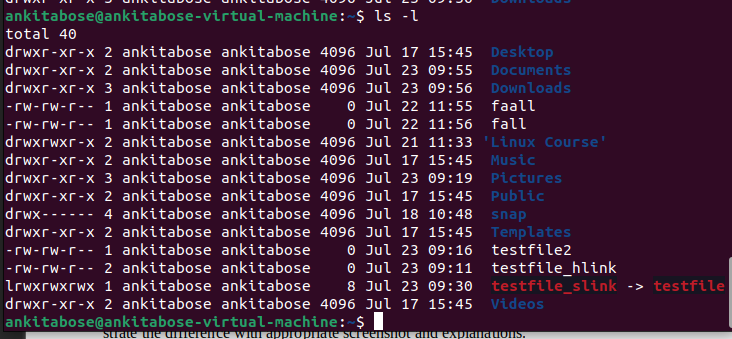 ankitabose@ankitabose-virtual-machine:~$ ls -l
total 40
drwxr-xr-x 2 ankitabose ankitabose 4096 Jul 17 15:45 Desktop
drwxr-xr-x 2 ankitabose ankitabose 4096 Jul 23 09:55 Documents
drwxr-xr-x 3 ankitabose ankitabose 4096 Jul 23 09:56 Downloads
-rw-rw-r-- 1 ankitabose ankitabose 0 Jul 22 11:55 faall
-rw-rw-r-- 1 ankitabose ankitabose 0 Jul 22 11:56 fall
drwxrwxr-x 2 ankitabose ankitabose 4096 Jul 21 11:33 'Linux Course'
drwxr-xr-x 2 ankitabose ankitabose 4096 Jul 17 15:45 Music
drwxr-xr-x 3 ankitabose ankitabose 4096 Jul 23 09:19 Pictures
drwxr-xr-x 2 ankitabose ankitabose 4096 Jul 17 15:45 Public
drwx------ 4 ankitabose ankitabose 4096 Jul 18 10:48 snap
drwxr-xr-x 2 ankitabose ankitabose 4096 Jul 17 15:45 Templates
-rw-rw-r-- 1 ankitabose ankitabose 0 Jul 23 09:16 testfile2
-rw-rw-r-- 2 ankitabose ankitabose 0 Jul 23 09:11 testfile_hlink
lrwxrwxrwx 1 ankitabose ankitabose 8 Jul 23 09:30 testfile_slink -> testfile
drwxr-xr-x 2 ankitabose ankitabose 4096 Jul 17 15:45 Videos
ankitabose@ankitabose-virtual-machine:~$
strate the difference with appropriate screenshot and explanations.